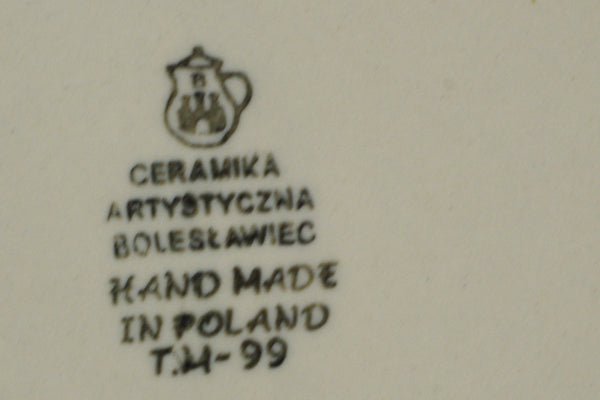 B
CERAMIKA
ARTYSTYCZNA
BOLESŁAWIEC
HAND MADE
IN POLAND
T.M-99